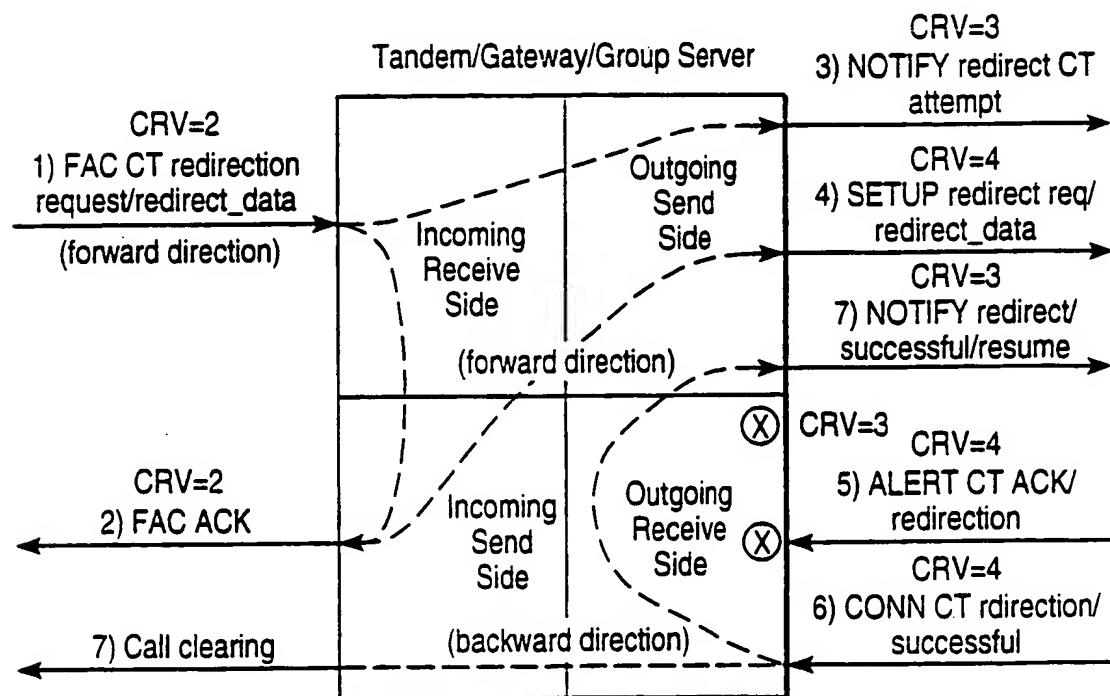 Tandem/Gateway/Group Server
CRV=2
1) FAC CT redirection
request/redirect_data
(forward direction)
CRV=3
3) NOTIFY redirect CT
attempt
CRV=4
4) SETUP redirect req/
redirect_data
CRV=3
7) NOTIFY redirect/
successful/resume
Incoming
Receive
Side
Outgoing
Send
Side
(forward direction)
X
CRV=3
CRV=2
2) FAC ACK
Incoming
Send
Side
Outgoing
Receive
Side
X
CRV=4
5) ALERT CT ACK/
redirection
CRV=4
6) CONN CT rdirection/
successful
7) Call clearing
(backward direction)